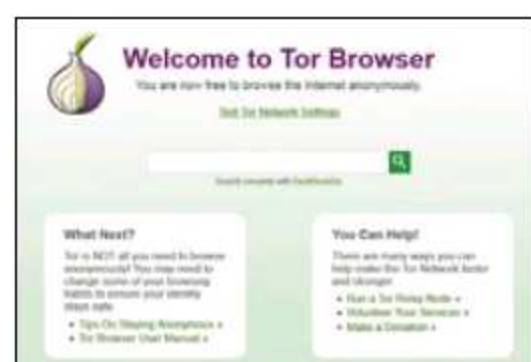 Welcome to Tor Browser
You are now free to browse the Internet anonymously.
Test Tor Network Settings
Search securely with
What Next?
Tor is NOT all you need to browse
anonymously! You may need to
change some of your browsing
habits to ensure your identity
stays safe.
• Tips On Staying Anonymous »
• Tor Browser User Manual »
You Can Help!
There are many ways you can
help make the Tor Network faster
and stronger:
• Run a Tor Relay Node »
• Volunteer Your Services »
• Make a Donation »